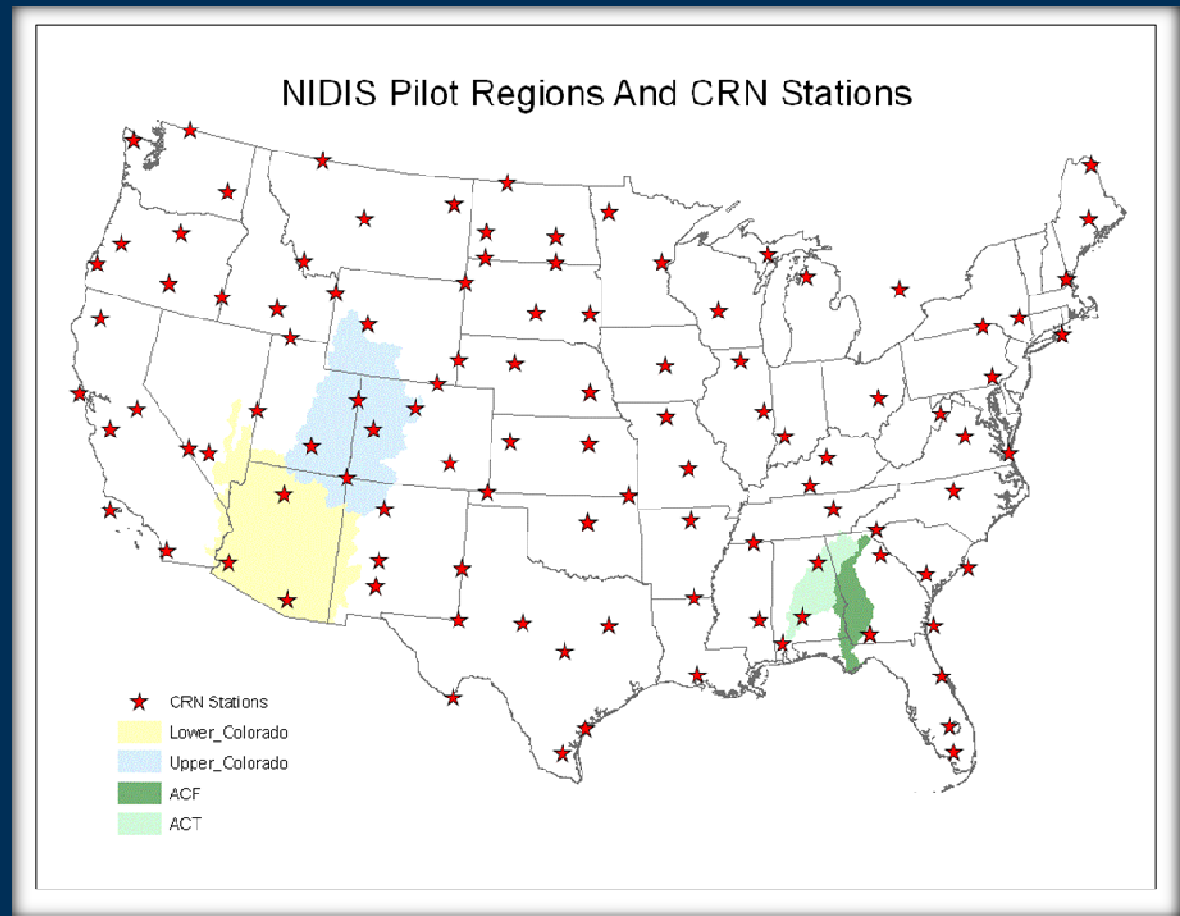 NIDIS Pilot Regions And CRN Stations
CRN Stations
Lower_Colorado
Upper_Colorado
ACF
ACT